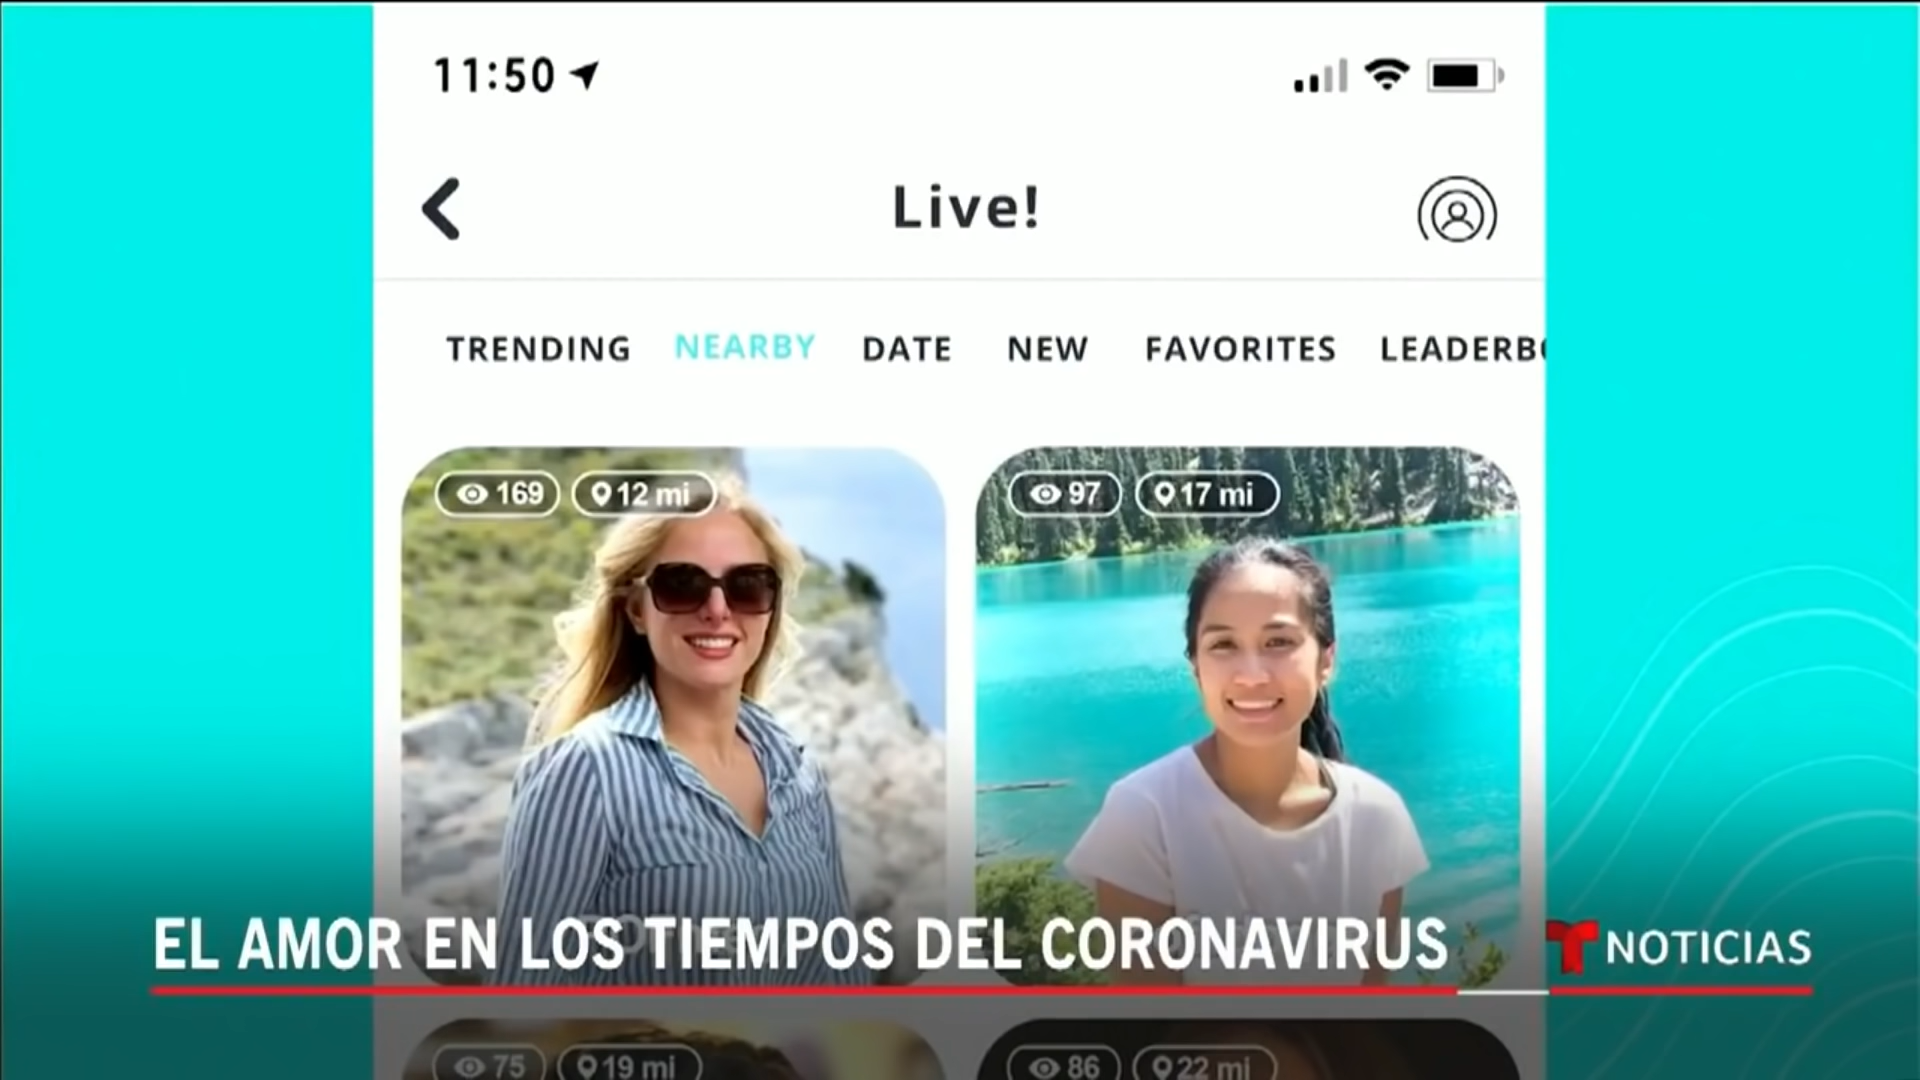 11:50
Live!
TRENDING NEARBY DATE NEW FAVORITES LEADERB
169 12 mi
97 17 mi
EL AMOR EN LOS TIEMPOS DEL CORONAVIRUS
NOTICIAS
75 19 mi
86 22 mi